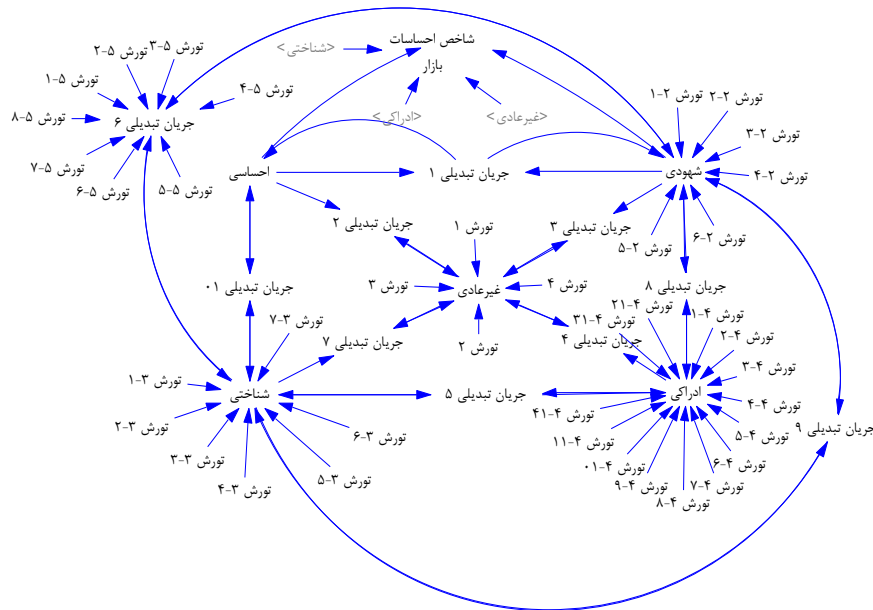 شاخص احساسات
بازار
<شناختی>
<ادراکی>
<غیرعادی>
تورش ۵-۳
تورش ۵-۲
تورش ۵-۱
تورش ۵-۴
تورش ۵-۸
جریان تبدیلی ۶
تورش ۵-۷
تورش ۵-۶
تورش ۵-۵
تورش ۲-۱
تورش ۲-۲
تورش ۲-۳
تورش ۲-۴
شهودی
جریان تبدیلی ۱
احساسی
تورش ۲-۶
تورش ۲-۵
جریان تبدیلی ۳
جریان تبدیلی ۲
تورش ۱
تورش ۴
تورش ۳
غیرعادی
تورش ۲
جریان تبدیلی ۰۱
جریان تبدیلی ۸
تورش ۴-۲۱
تورش ۴-۱
تورش ۴-۳۱
تورش ۴-۲
جریان تبدیلی ۴
جریان تبدیلی ۷
تورش ۳-۷
تورش ۴-۳
تورش ۳-۱
شناختی
جریان تبدیلی ۵
ادراکی
تورش ۴-۴
تورش ۴-۴۱
تورش ۳-۲
جریان تبدیلی ۹
تورش ۴-۵
تورش ۳-۶
تورش ۴-۱۱
تورش ۳-۳
تورش ۴-۶
تورش ۴-۰۱
تورش ۳-۵
تورش ۳-۴
تورش ۴-۷
تورش ۴-۹
تورش ۴-۸